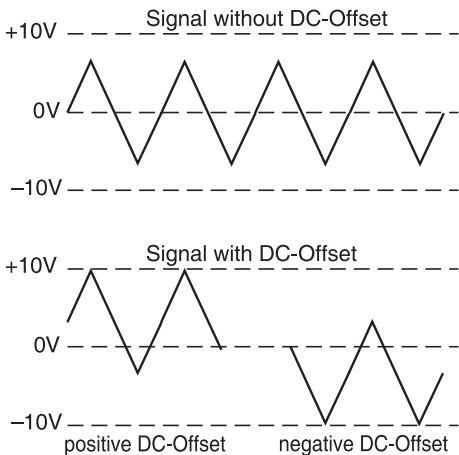 Signal without DC-Offset
+10V
0V
–10V
Signal with DC-Offset
+10V
0V
–10V
positive DC-Offset negative DC-Offset